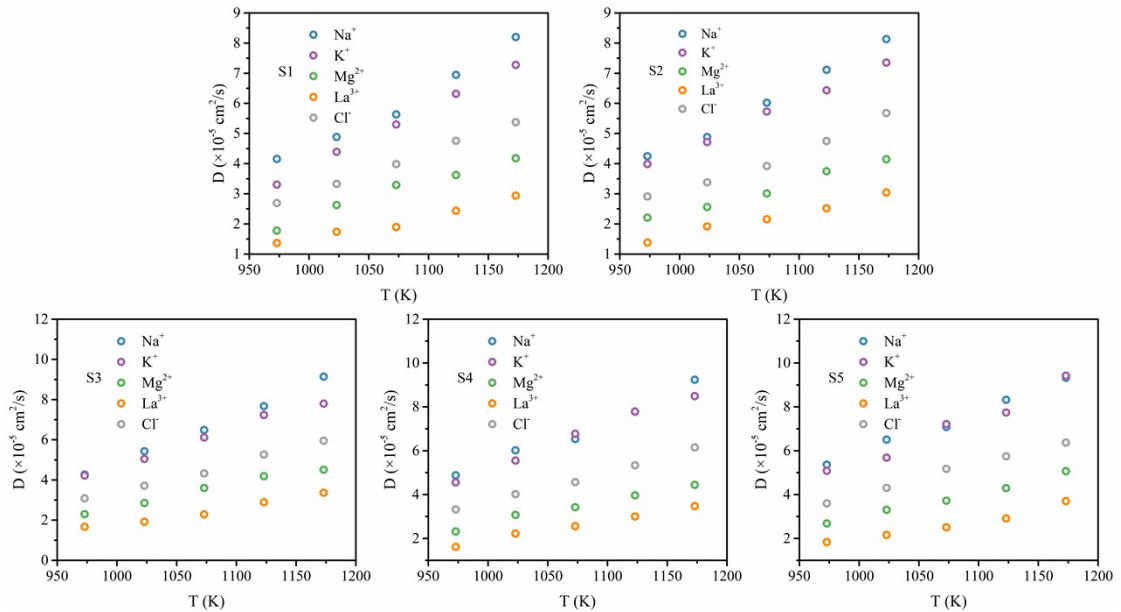 9
8
7
6
5
4
3
2
1
D (×10⁻⁵ cm²/s)
S1
Na⁺
K⁺
Mg²⁺
La³⁺
Cl⁻
950 1000 1050 1100 1150 1200
T (K)
9
8
7
6
5
4
3
2
1
D (×10⁻⁵ cm²/s)
S2
Na⁺
K⁺
Mg²⁺
La³⁺
Cl⁻
950 1000 1050 1100 1150 1200
T (K)
12
10
8
6
4
2
0
D (×10⁻⁵ cm²/s)
S3
Na⁺
K⁺
Mg²⁺
La³⁺
Cl⁻
950 1000 1050 1100 1150 1200
T (K)
12
10
8
6
4
2
D (×10⁻⁵ cm²/s)
S4
Na⁺
K⁺
Mg²⁺
La³⁺
Cl⁻
950 1000 1050 1100 1150 1200
T (K)
12
10
8
6
4
2
D (×10⁻⁵ cm²/s)
S5
Na⁺
K⁺
Mg²⁺
La³⁺
Cl⁻
950 1000 1050 1100 1150 1200
T (K)